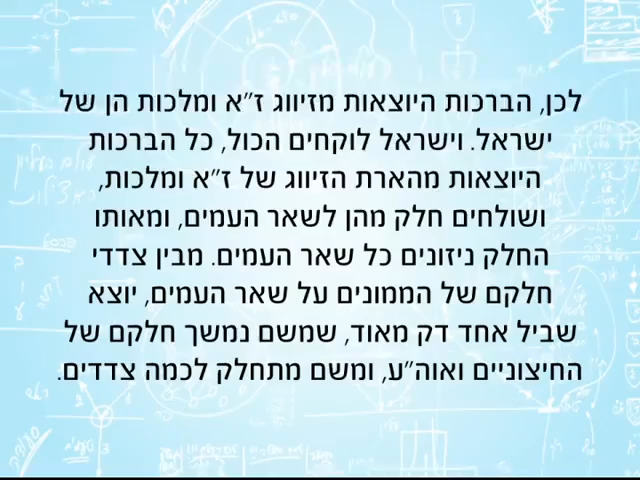 לכן, הברכות היוצאות מזיווג ז"א ומלכות הן של
ישראל. וישראל לוקחים הכול, כל הברכות
היוצאות מהארת הזיווג של ז"א ומלכות,
ושולחים חלק מהן לשאר העמים, ומאותו
החלק ניזונים כל שאר העמים. מבין צדדי
חלקם של הממונים על שאר העמים, יוצא
שביל אחד דק מאוד, שמשם נמשך חלקם של
החיצוניים ואוה"ע, ומשם מתחלק לכמה צדדים.